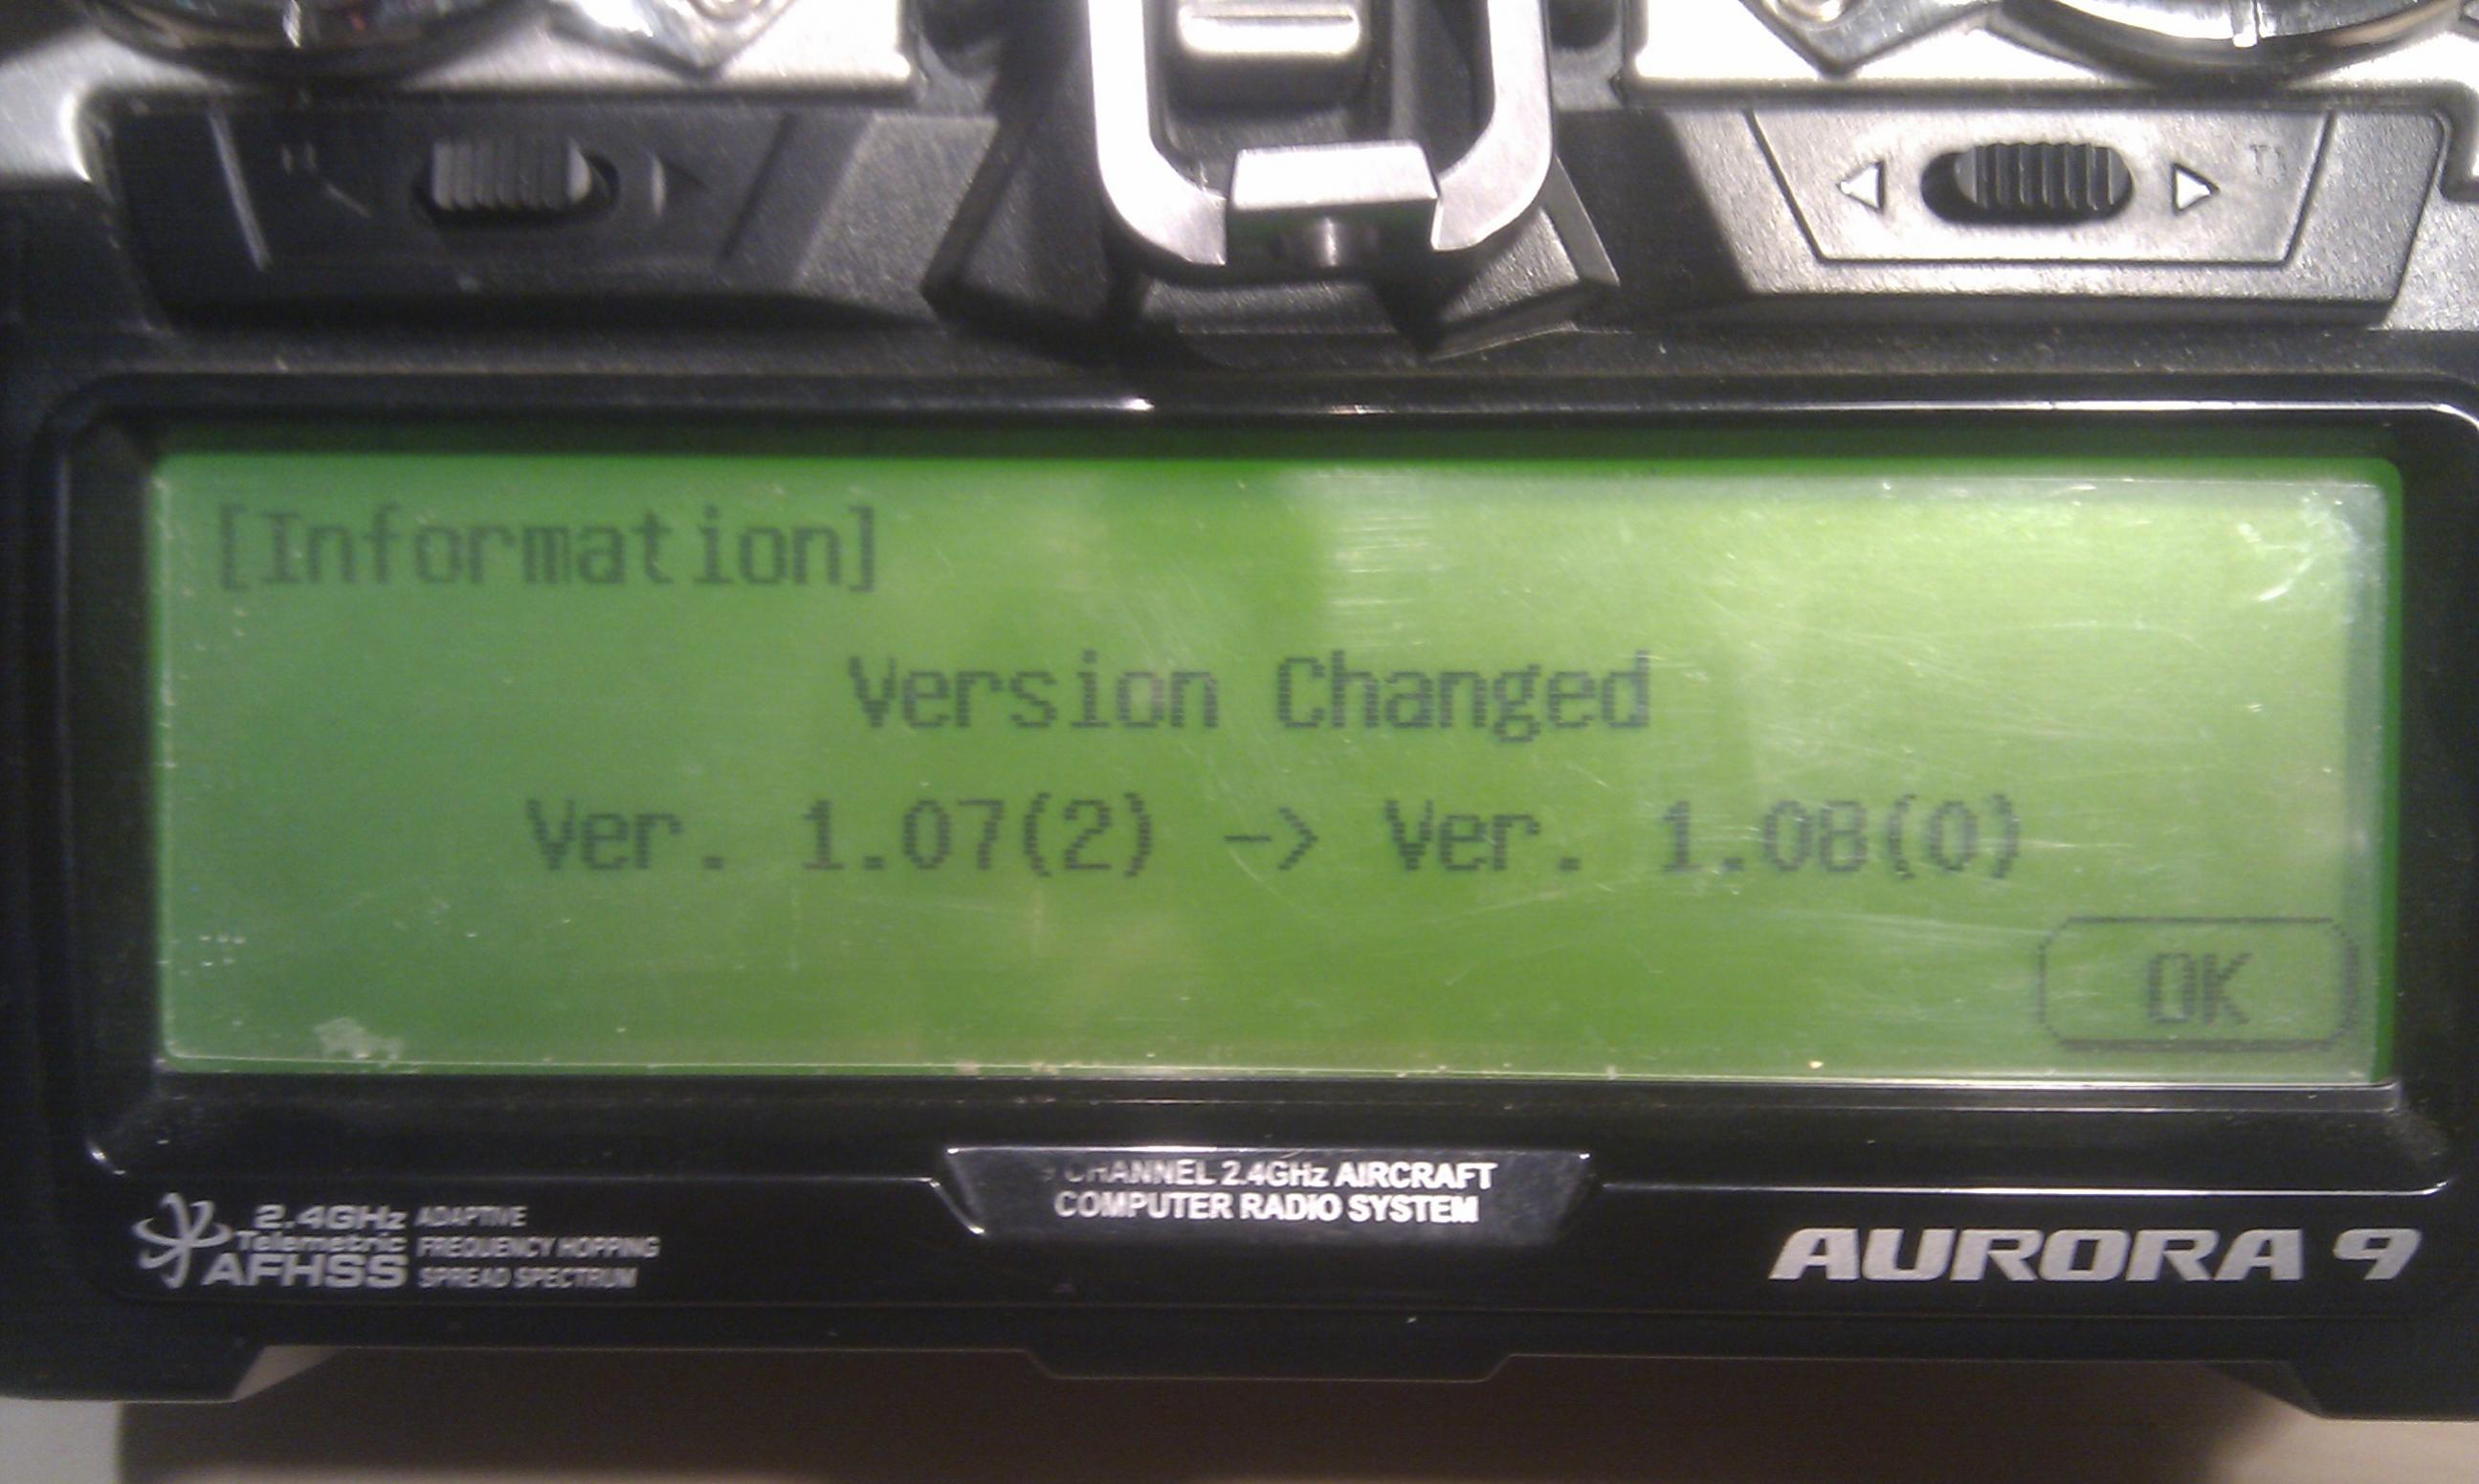 [Information]
Version Changed
Ver. 1.07(2) -> Ver. 1.08(0)
OK
CHANNEL 2.4GHz AIRCRAFT
COMPUTER RADIO SYSTEM
2.4GHz
Telemetric
AFHSS
ADAPTIVE
FREQUENCY HOPPING
SPREAD SPECTRUM
AURORA 9